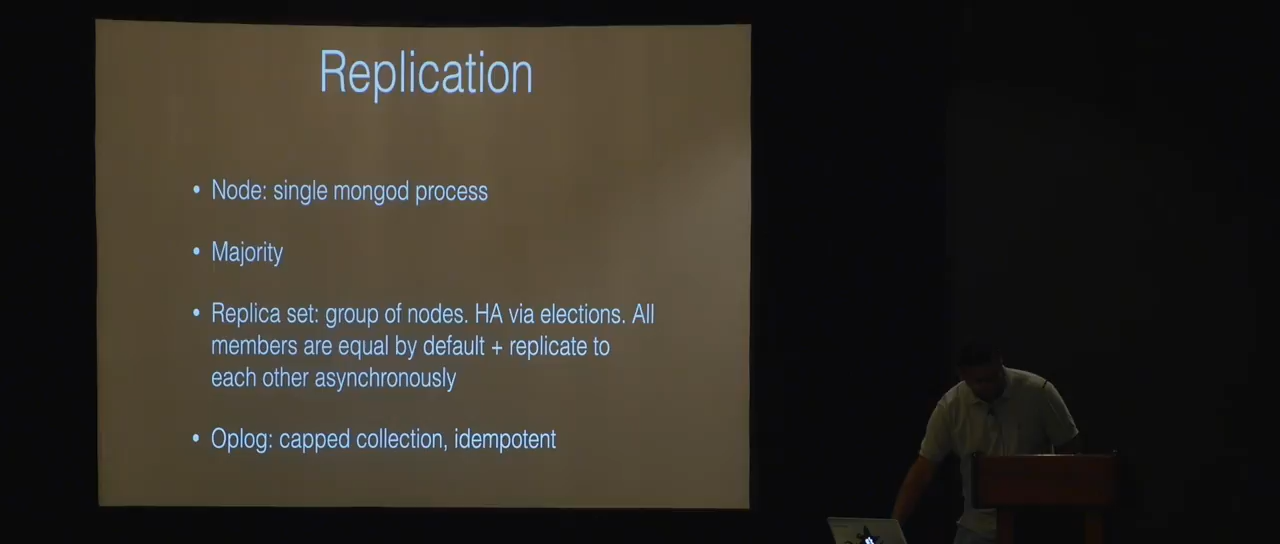 Replication
• Node: single mongod process
• Majority
• Replica set: group of nodes. HA via elections. All
members are equal by default + replicate to
each other asynchronously
• Oplog: capped collection, idempotent